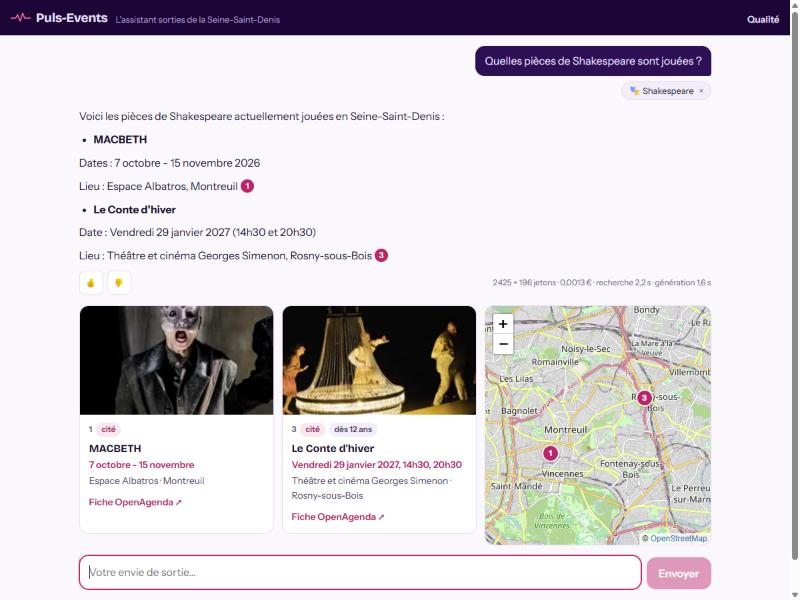 Puls-Events L'assistant sorties de la Seine-Saint-Denis Qualité
Quelles pièces de Shakespeare sont jouées ?
Shakespeare ×
Voici les pièces de Shakespeare actuellement jouées en Seine-Saint-Denis :
• MACBETH
Dates : 7 octobre - 15 novembre 2026
Lieu : Espace Albatros, Montreuil 1
• Le Conte d'hiver
Date : Vendredi 29 janvier 2027 (14h30 et 20h30)
Lieu : Théâtre et cinéma Georges Simenon, Rosny-sous-Bois 3
2425 + 196 jetons · 0,0013 € · recherche 2,2 s · génération 1,6 s
1 cité
MACBETH
7 octobre - 15 novembre
Espace Albatros · Montreuil
Fiche OpenAgenda ↗
3 cité dès 12 ans
Le Conte d'hiver
Vendredi 29 janvier 2027, 14h30, 20h30
Théâtre et cinéma Georges Simenon ·
Rosny-sous-Bois
Fiche OpenAgenda ↗
+
−
Bondy
Noisy-le-Sec
La Mare à la
Veuve
Romainville
Villemomb
Les Lilas
3
-sous-
Bois
Bagnolet
Montreuil
1
Vincennes
Fontenay-sous-
Bois
Saint-Mandé
Le Perreu
sur-Marn
Bois de
Vincennes
© OpenStreetMap
Votre envie de sortie...
Envoyer